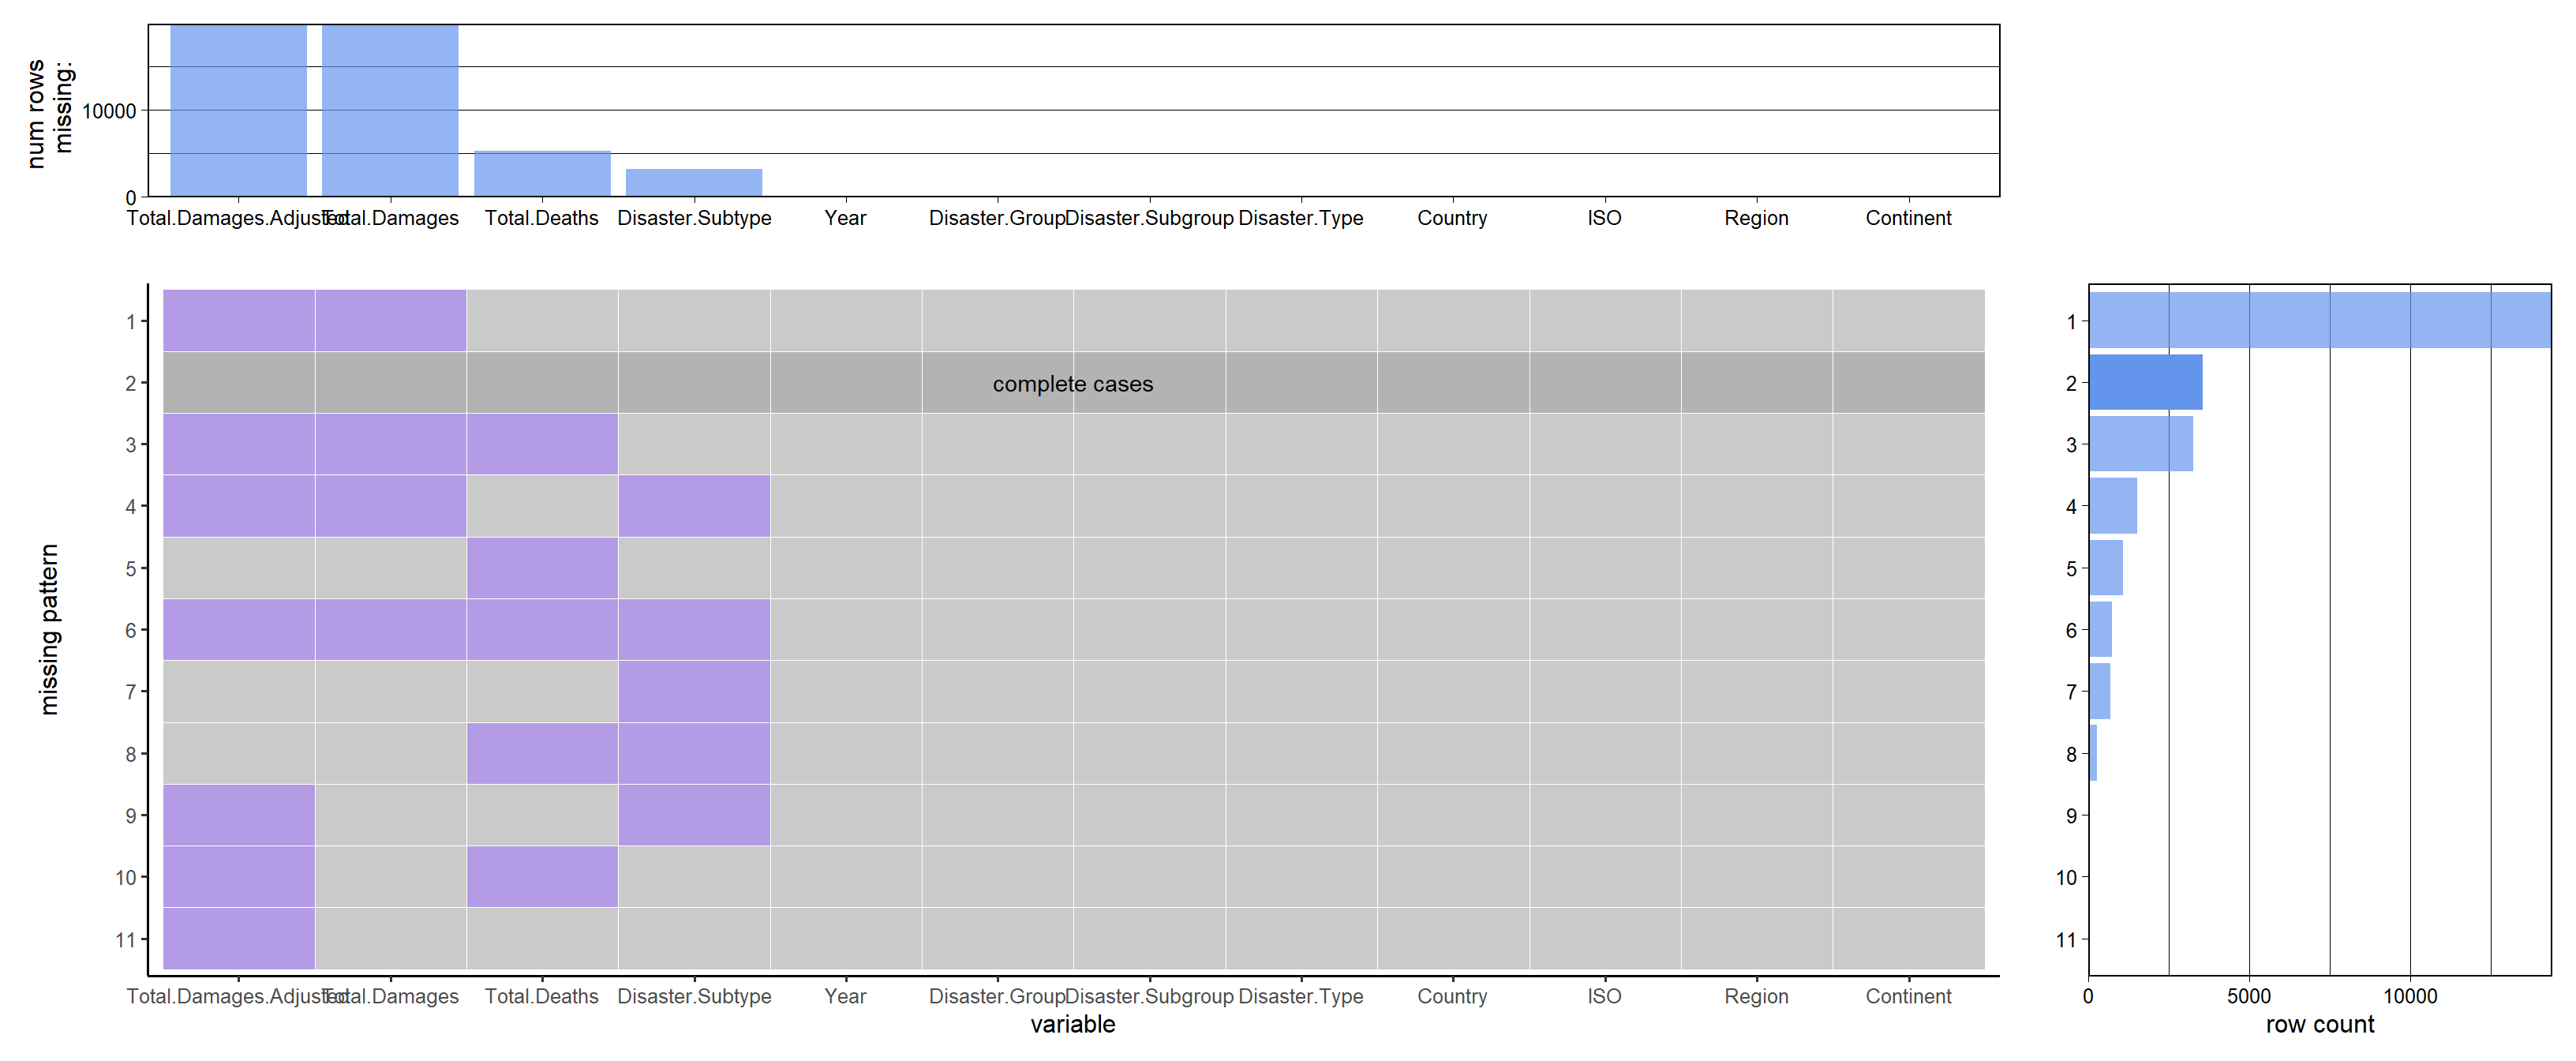 num rows
missing:
10000
0
Total.Damages.Adjusted Total.Damages Total.Deaths Disaster.Subtype Year Disaster.Group Disaster.Subgroup Disaster.Type Country ISO Region Continent
missing pattern
1
2
3
4
5
6
7
8
9
10
11
complete cases
Total.Damages.Adjusted Total.Damages Total.Deaths Disaster.Subtype Year Disaster.Group Disaster.Subgroup Disaster.Type Country ISO Region Continent
variable
1
2
3
4
5
6
7
8
9
10
11
0 5000 10000
row count